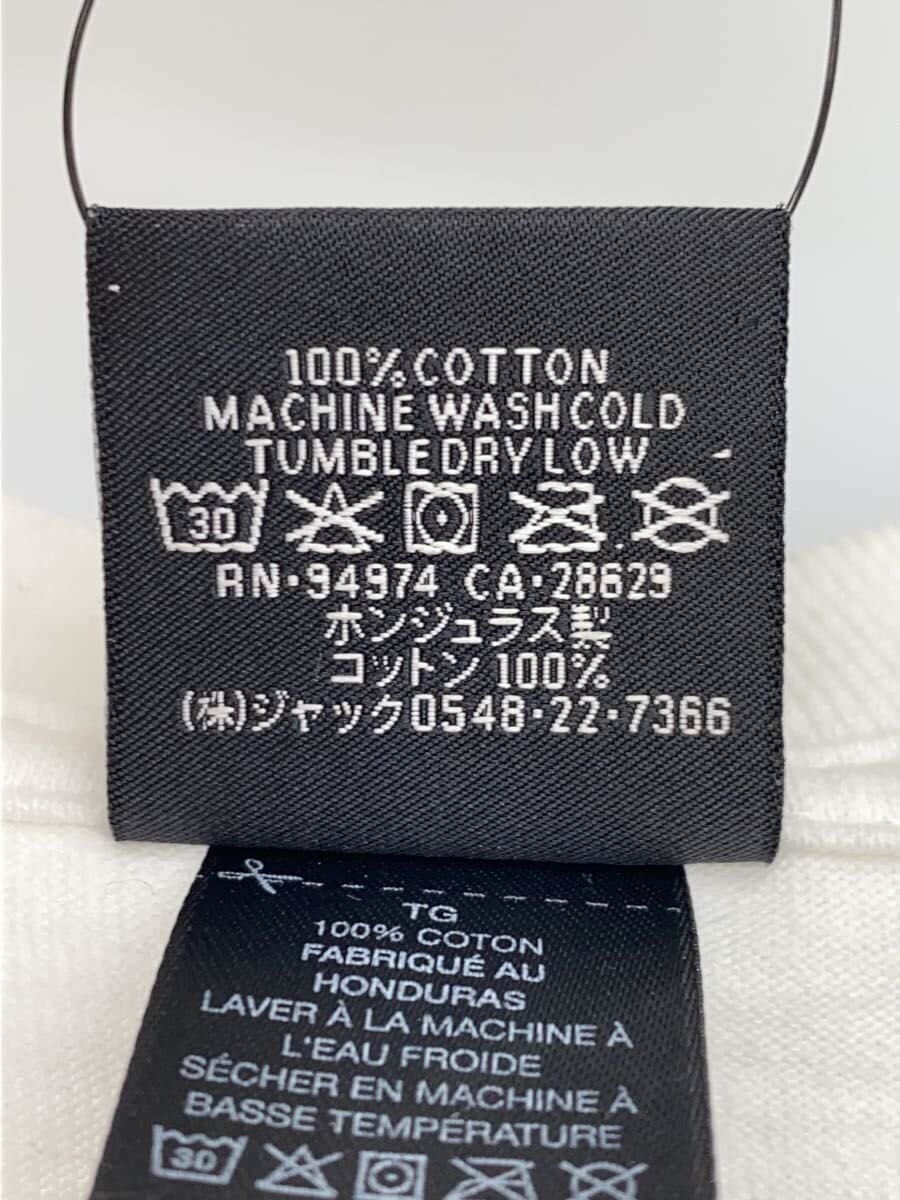 100% COTTON
MACHINE WASH COLD
TUMBLE DRY LOW
30
RN·94974 CA·28629
ホンジュラス製
コットン 100%
(株)ジャック0548·22·7366
TG
100% COTON
FABRIQUÉ AU
HONDURAS
LAVER À LA MACHINE À
L'EAU FROIDE
SÉCHER EN MACHINE À
BASSE TEMPÉRATURE
30